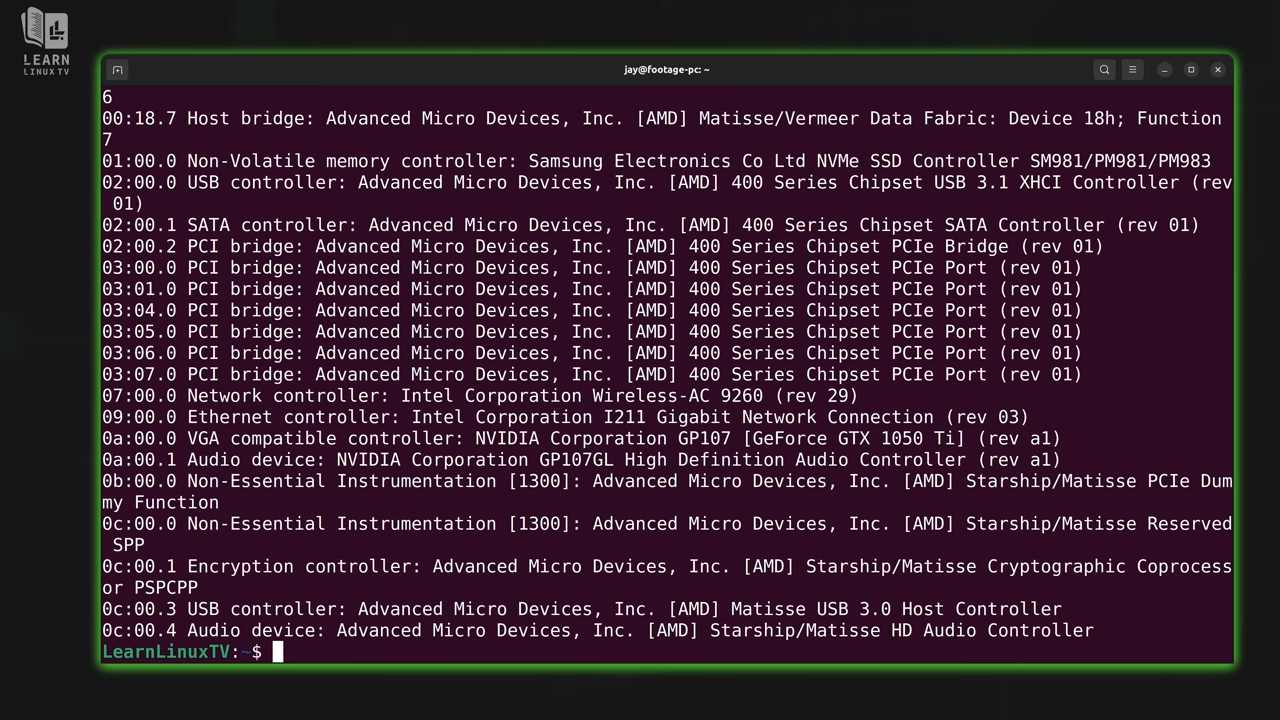 LEARN
LINUX TV
jay@footage-pc: ~
6
00:18.7 Host bridge: Advanced Micro Devices, Inc. [AMD] Matisse/Vermeer Data Fabric: Device 18h; Function
7
01:00.0 Non-Volatile memory controller: Samsung Electronics Co Ltd NVMe SSD Controller SM981/PM981/PM983
02:00.0 USB controller: Advanced Micro Devices, Inc. [AMD] 400 Series Chipset USB 3.1 XHCI Controller (rev
 01)
02:00.1 SATA controller: Advanced Micro Devices, Inc. [AMD] 400 Series Chipset SATA Controller (rev 01)
02:00.2 PCI bridge: Advanced Micro Devices, Inc. [AMD] 400 Series Chipset PCIe Bridge (rev 01)
03:00.0 PCI bridge: Advanced Micro Devices, Inc. [AMD] 400 Series Chipset PCIe Port (rev 01)
03:01.0 PCI bridge: Advanced Micro Devices, Inc. [AMD] 400 Series Chipset PCIe Port (rev 01)
03:04.0 PCI bridge: Advanced Micro Devices, Inc. [AMD] 400 Series Chipset PCIe Port (rev 01)
03:05.0 PCI bridge: Advanced Micro Devices, Inc. [AMD] 400 Series Chipset PCIe Port (rev 01)
03:06.0 PCI bridge: Advanced Micro Devices, Inc. [AMD] 400 Series Chipset PCIe Port (rev 01)
03:07.0 PCI bridge: Advanced Micro Devices, Inc. [AMD] 400 Series Chipset PCIe Port (rev 01)
07:00.0 Network controller: Intel Corporation Wireless-AC 9260 (rev 29)
09:00.0 Ethernet controller: Intel Corporation I211 Gigabit Network Connection (rev 03)
0a:00.0 VGA compatible controller: NVIDIA Corporation GP107 [GeForce GTX 1050 Ti] (rev a1)
0a:00.1 Audio device: NVIDIA Corporation GP107GL High Definition Audio Controller (rev a1)
0b:00.0 Non-Essential Instrumentation [1300]: Advanced Micro Devices, Inc. [AMD] Starship/Matisse PCIe Dum
my Function
0c:00.0 Non-Essential Instrumentation [1300]: Advanced Micro Devices, Inc. [AMD] Starship/Matisse Reserved
 SPP
0c:00.1 Encryption controller: Advanced Micro Devices, Inc. [AMD] Starship/Matisse Cryptographic Coprocess
or PSPCPP
0c:00.3 USB controller: Advanced Micro Devices, Inc. [AMD] Matisse USB 3.0 Host Controller
0c:00.4 Audio device: Advanced Micro Devices, Inc. [AMD] Starship/Matisse HD Audio Controller
LearnLinuxTV:~$